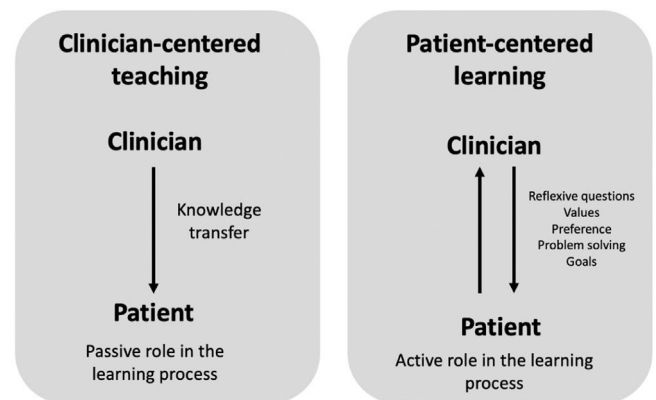 Clinician-centered
teaching
Clinician
Knowledge
transfer
Patient
Passive role in the
learning process
Patient-centered
learning
Clinician
Reflexive questions
Values
Preference
Problem solving
Goals
Patient
Active role in the learning
process